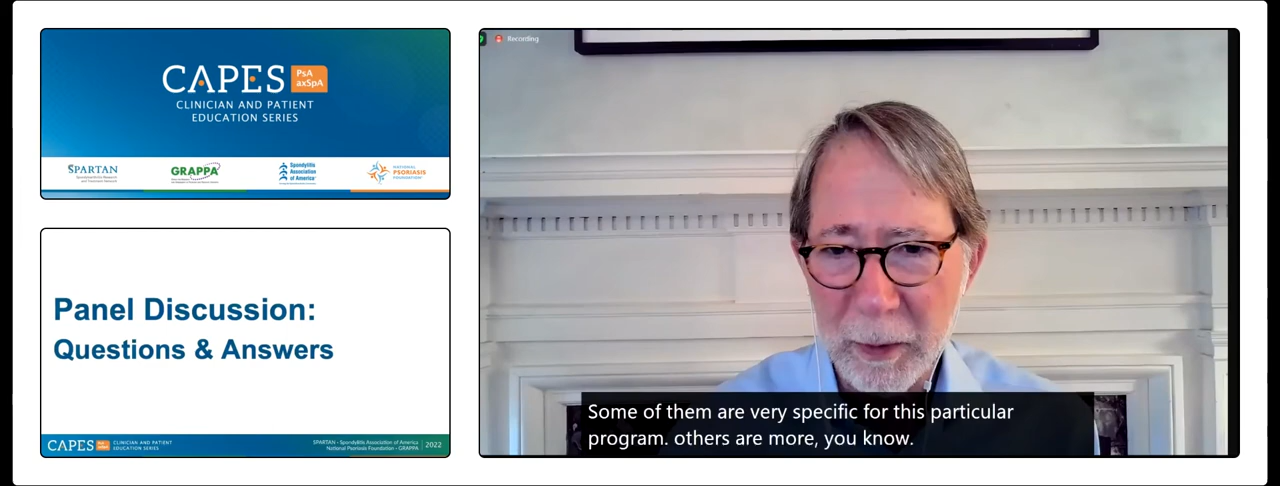 CAPES PsA axSpA
CLINICIAN AND PATIENT
EDUCATION SERIES
SPARTAN
GRAPPA
Spondylitis
Association
of America
NATIONAL
PSORIASIS
FOUNDATION
Panel Discussion:
Questions & Answers
CAPES
CLINICIAN AND PATIENT
EDUCATION SERIES
SPARTAN - Spondylitis Association of America
National Psoriasis Foundation - GRAPPA
2022
Recording
Some of them are very specific for this particular
program. others are more, you know.